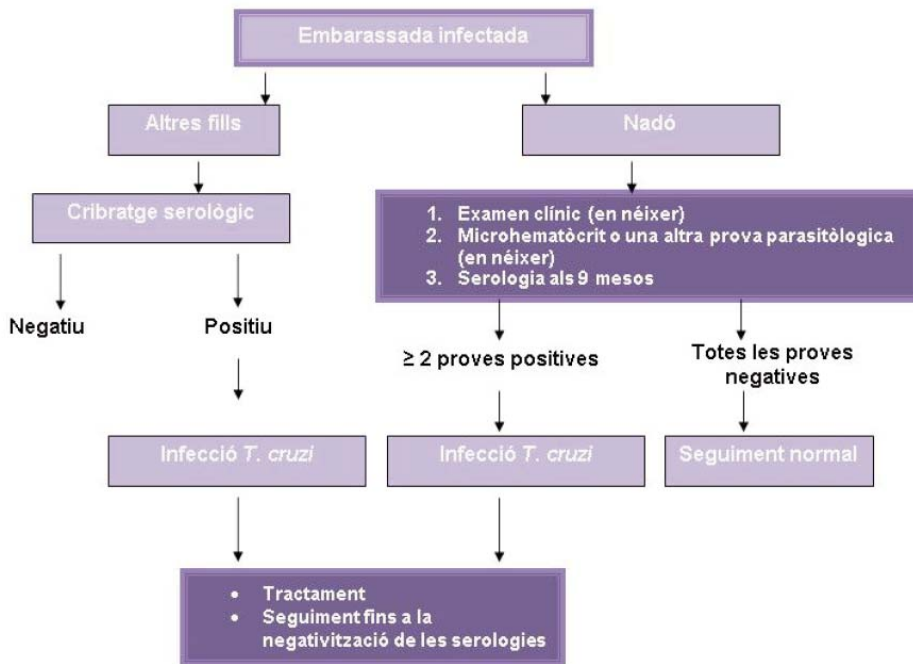 Embarassada infectada
Altres fills
Nadó
Cribratge serològic
1. Examen clínic (en néixer)
2. Microhematòcrit o una altra prova parasitòlogica
(en néixer)
3. Serologia als 9 mesos
Negatiu
Positiu
≥ 2 proves positives
Totes les proves
negatives
Infecció T. cruzi
Infecció T. cruzi
Seguiment normal
• Tractament
• Seguiment fins a la
negativització de les serologies